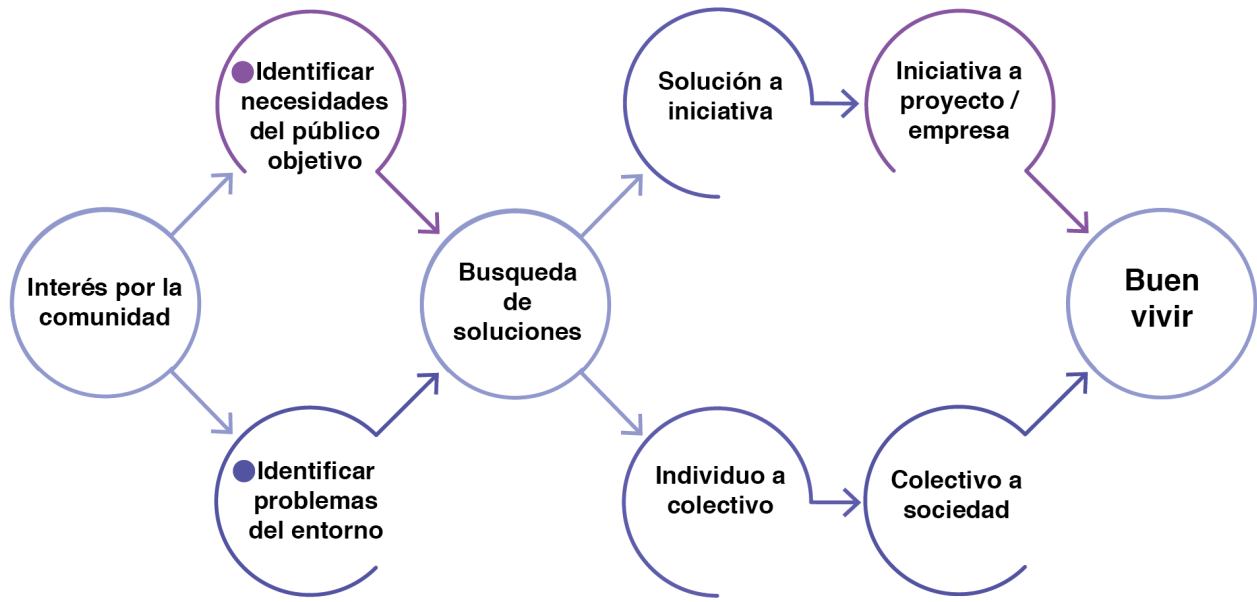 Interés por la
comunidad
Identificar
necesidades
del público
objetivo
Identificar
problemas
del entorno
Busqueda
de
soluciones
Solución a
iniciativa
Iniciativa a
proyecto /
empresa
Individuo a
colectivo
Colectivo a
sociedad
Buen
vivir